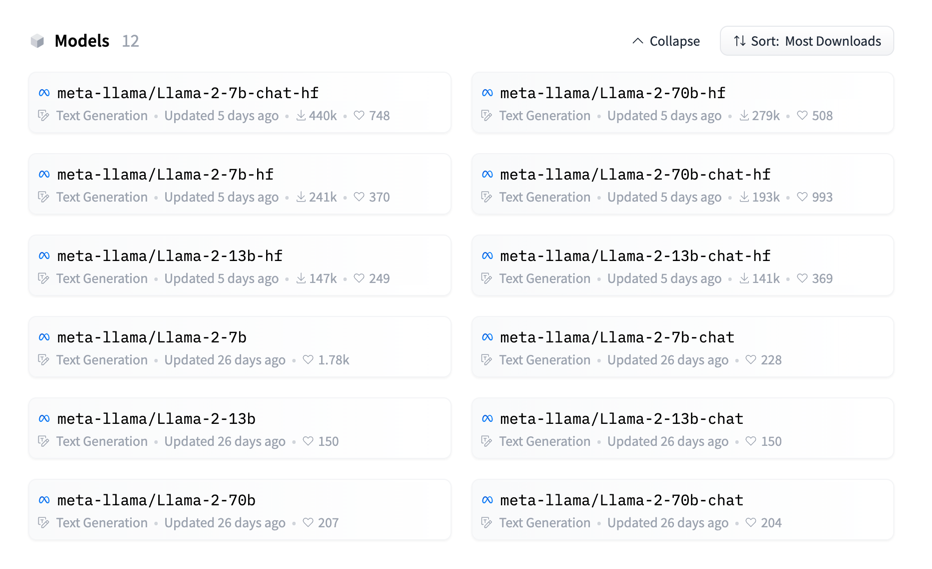 Models 12
Collapse
Sort: Most Downloads
meta-llama/Llama-2-7b-chat-hf
Text Generation • Updated 5 days ago • 440k • 748
meta-llama/Llama-2-70b-hf
Text Generation • Updated 5 days ago • 279k • 508
meta-llama/Llama-2-7b-hf
Text Generation • Updated 5 days ago • 241k • 370
meta-llama/Llama-2-70b-chat-hf
Text Generation • Updated 5 days ago • 193k • 993
meta-llama/Llama-2-13b-hf
Text Generation • Updated 5 days ago • 147k • 249
meta-llama/Llama-2-13b-chat-hf
Text Generation • Updated 5 days ago • 141k • 369
meta-llama/Llama-2-7b
Text Generation • Updated 26 days ago • 1.78k
meta-llama/Llama-2-7b-chat
Text Generation • Updated 26 days ago • 228
meta-llama/Llama-2-13b
Text Generation • Updated 26 days ago • 150
meta-llama/Llama-2-13b-chat
Text Generation • Updated 26 days ago • 150
meta-llama/Llama-2-70b
Text Generation • Updated 26 days ago • 207
meta-llama/Llama-2-70b-chat
Text Generation • Updated 26 days ago • 204